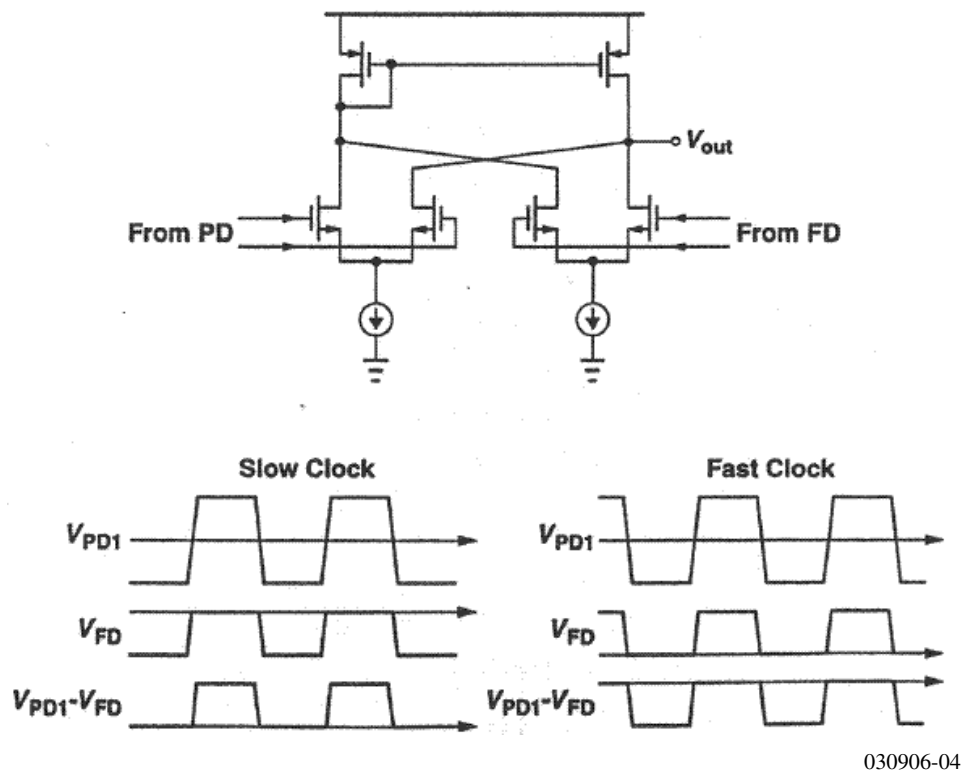 Vout
From PD
From FD
Slow Clock
Fast Clock
VPD1
VPD1
VFD
VFD
VPD1-VFD
VPD1-VFD
030906-04